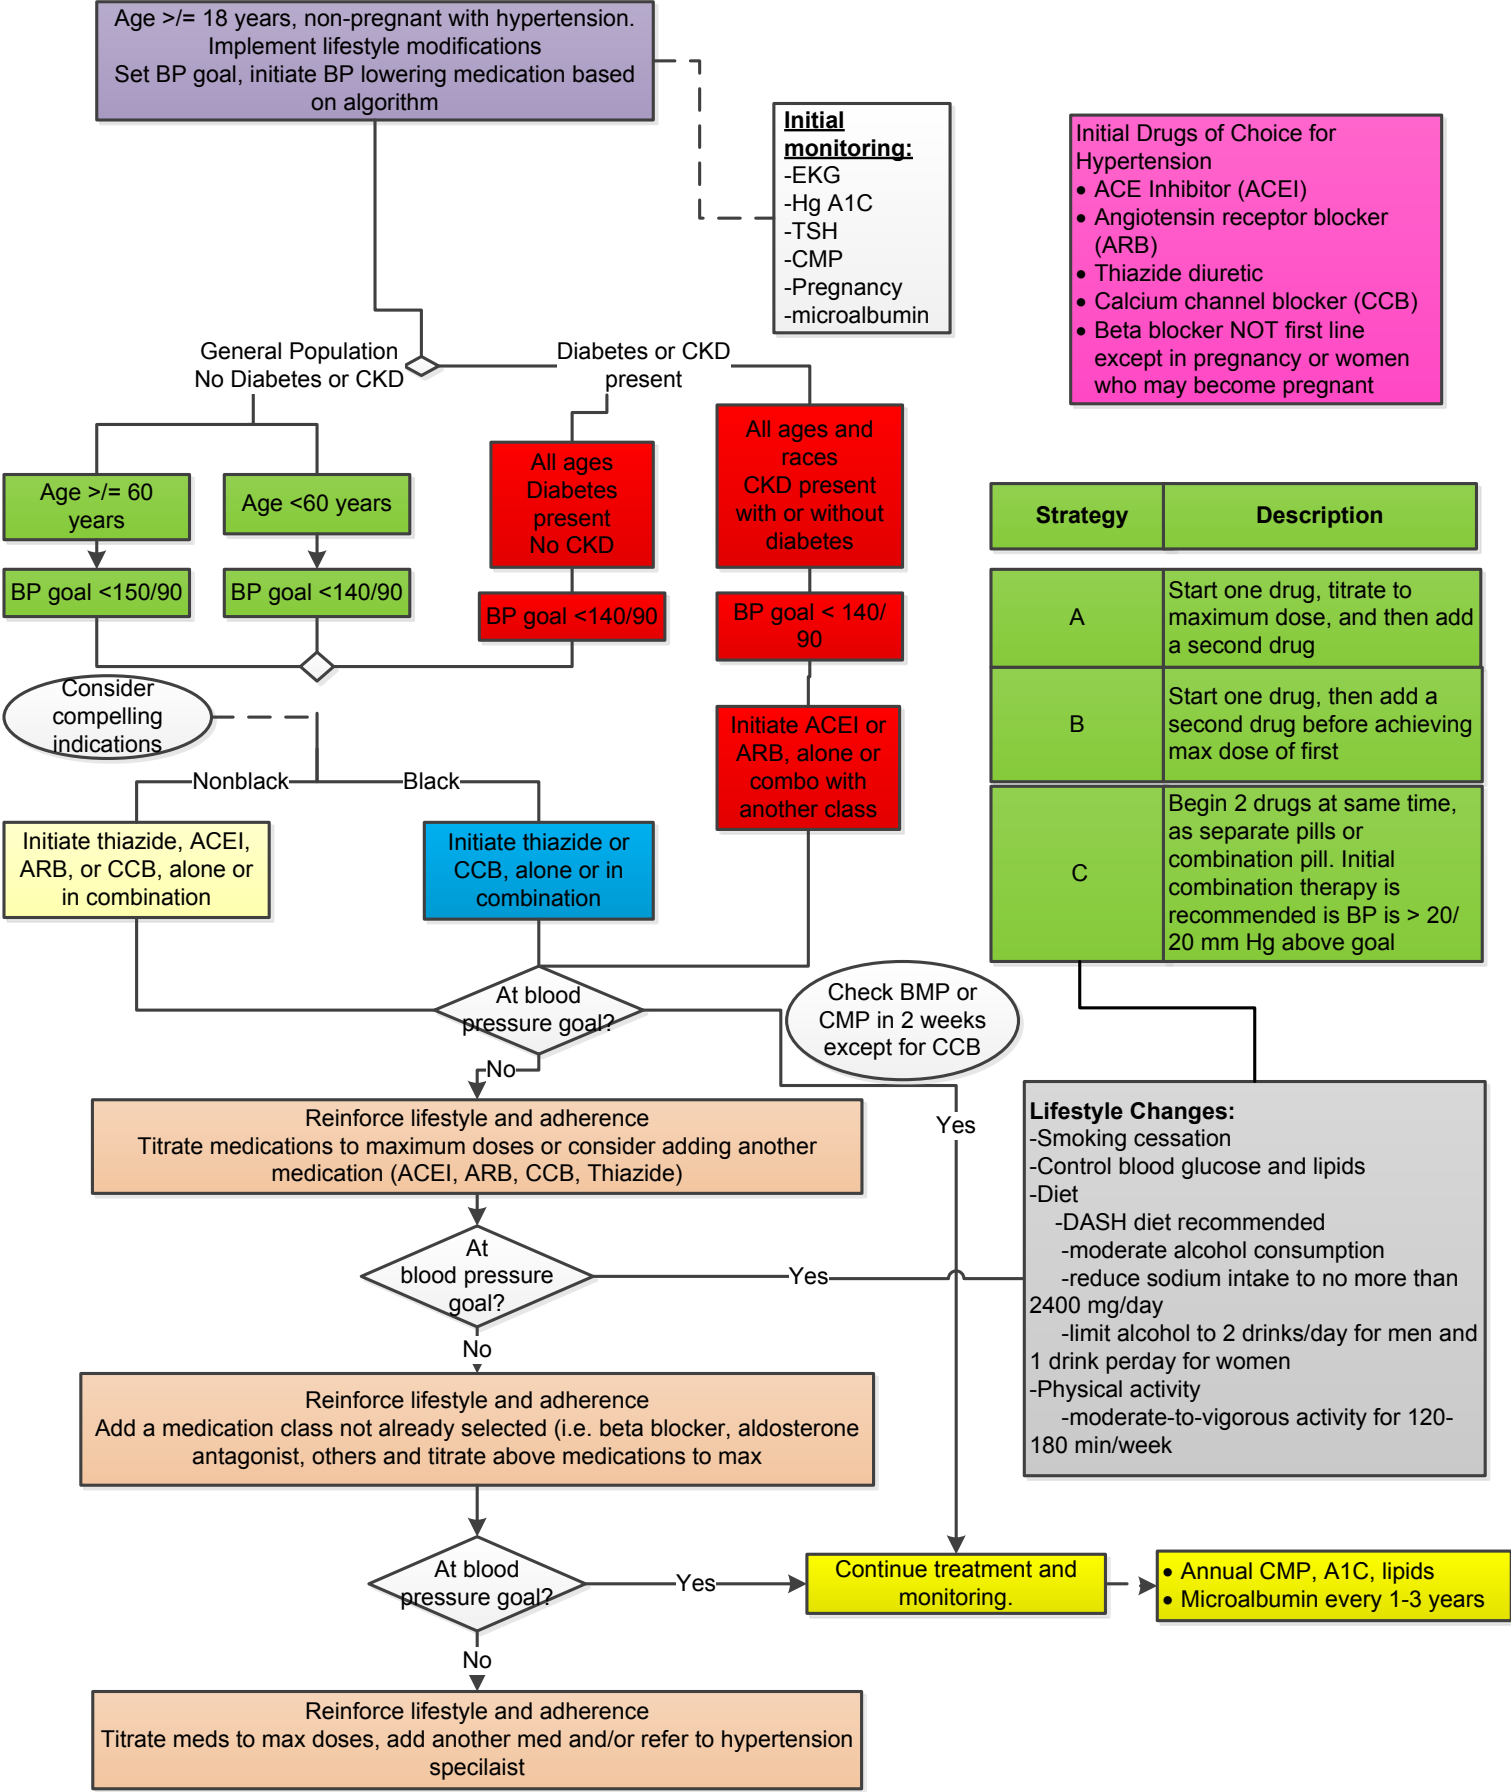 Age >/= 18 years, non-pregnant with hypertension.
Implement lifestyle modifications
Set BP goal, initiate BP lowering medication based
on algorithm
Initial
monitoring:
-EKG
-Hg A1C
-TSH
-CMP
-Pregnancy
-microalbumin
Initial Drugs of Choice for
Hypertension
• ACE Inhibitor (ACEI)
• Angiotensin receptor blocker
(ARB)
• Thiazide diuretic
• Calcium channel blocker (CCB)
• Beta blocker NOT first line
except in pregnancy or women
who may become pregnant
General Population
No Diabetes or CKD
Diabetes or CKD
present
Age >/= 60
years
Age <60 years
All ages
Diabetes
present
No CKD
All ages and
races
CKD present
with or without
diabetes
BP goal <150/90
BP goal <140/90
BP goal <140/90
BP goal < 140/
90
Strategy
Description
A
Start one drug, titrate to
maximum dose, and then add
a second drug
B
Start one drug, then add a
second drug before achieving
max dose of first
C
Begin 2 drugs at same time,
as separate pills or
combination pill. Initial
combination therapy is
recommended is BP is > 20/
20 mm Hg above goal
Consider
compelling
indications
Initiate ACEI or
ARB, alone or
combo with
another class
Nonblack
Black
Initiate thiazide, ACEI,
ARB, or CCB, alone or
in combination
Initiate thiazide or
CCB, alone or in
combination
At blood
pressure goal?
Check BMP or
CMP in 2 weeks
except for CCB
No
Yes
Reinforce lifestyle and adherence
Titrate medications to maximum doses or consider adding another
medication (ACEI, ARB, CCB, Thiazide)
Lifestyle Changes:
-Smoking cessation
-Control blood glucose and lipids
-Diet
-DASH diet recommended
-moderate alcohol consumption
-reduce sodium intake to no more than
2400 mg/day
-limit alcohol to 2 drinks/day for men and
1 drink perday for women
-Physical activity
-moderate-to-vigorous activity for 120-
180 min/week
At
blood pressure
goal?
Yes
No
Reinforce lifestyle and adherence
Add a medication class not already selected (i.e. beta blocker, aldosterone
antagonist, others and titrate above medications to max
At blood
pressure goal?
Yes
Continue treatment and
monitoring.
• Annual CMP, A1C, lipids
• Microalbumin every 1-3 years
No
Reinforce lifestyle and adherence
Titrate meds to max doses, add another med and/or refer to hypertension
specilaist